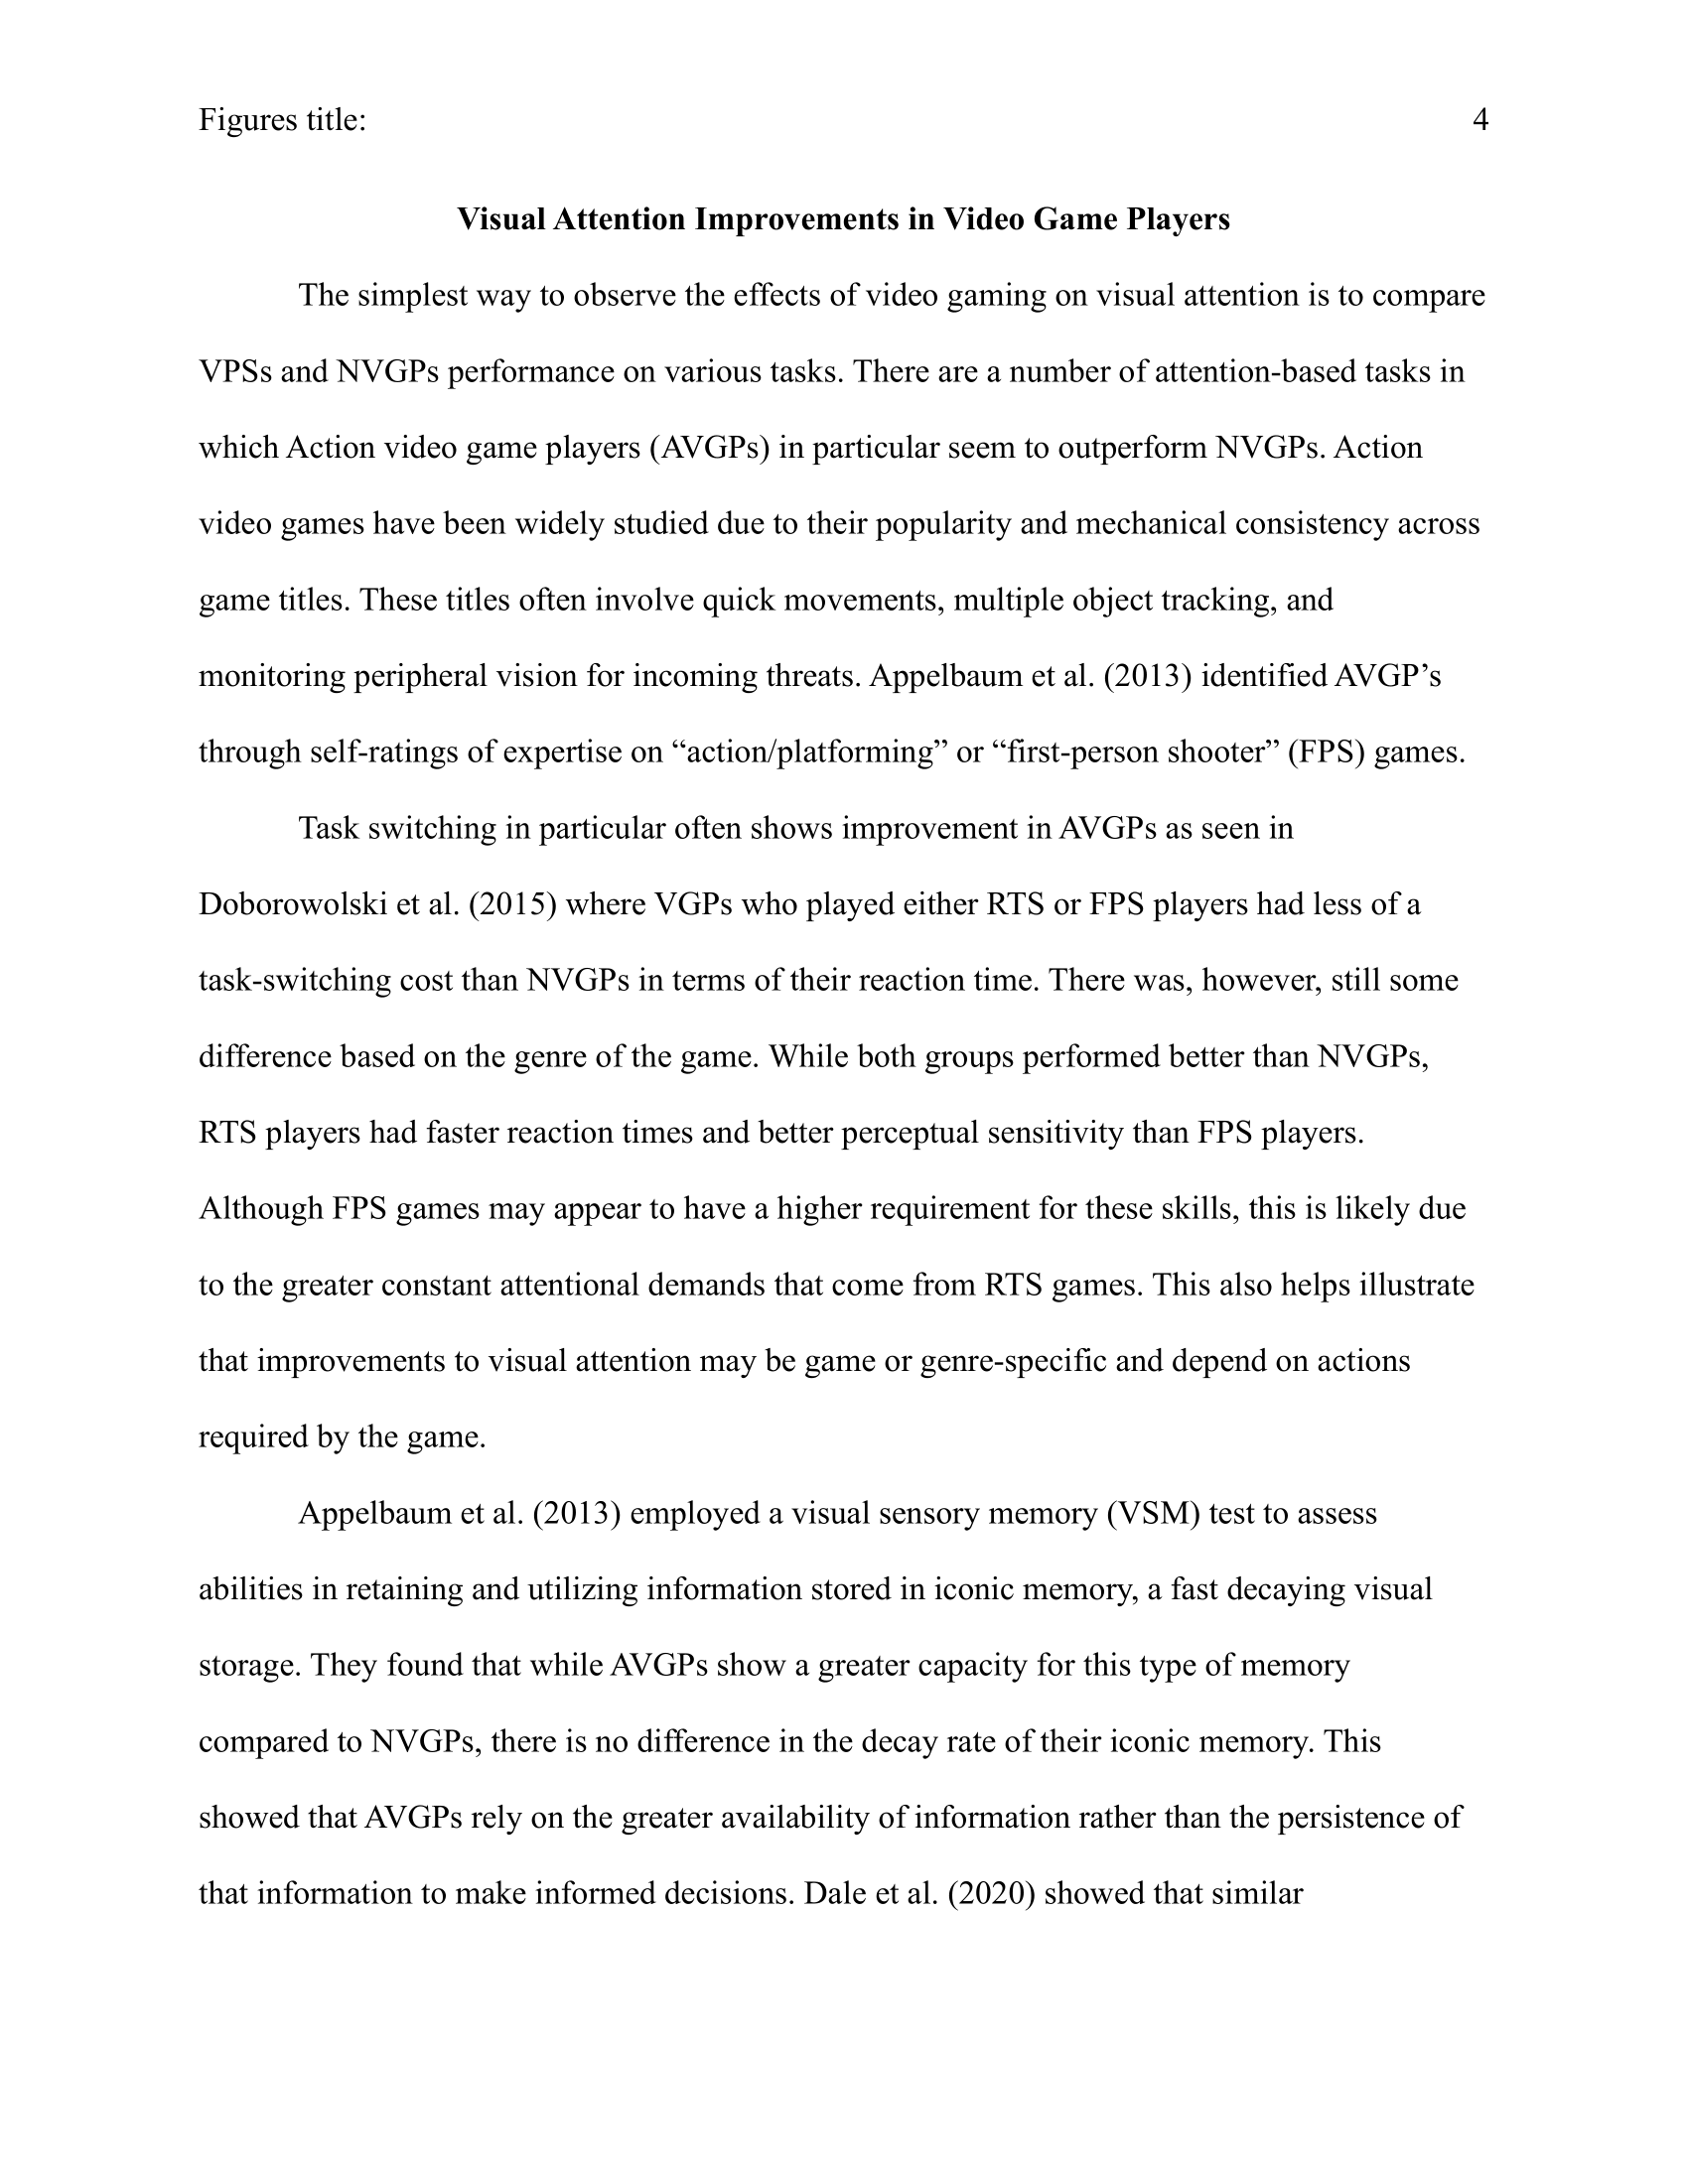 Figures title: 4
Visual Attention Improvements in Video Game Players
The simplest way to observe the effects of video gaming on visual attention is to compare
VPSs and NVGPs performance on various tasks. There are a number of attention-based tasks in
which Action video game players (AVGPs) in particular seem to outperform NVGPs. Action
video games have been widely studied due to their popularity and mechanical consistency across
game titles. These titles often involve quick movements, multiple object tracking, and
monitoring peripheral vision for incoming threats. Appelbaum et al. (2013) identified AVGP’s
through self-ratings of expertise on “action/platforming” or “first-person shooter” (FPS) games.
Task switching in particular often shows improvement in AVGPs as seen in
Doborowolski et al. (2015) where VGPs who played either RTS or FPS players had less of a
task-switching cost than NVGPs in terms of their reaction time. There was, however, still some
difference based on the genre of the game. While both groups performed better than NVGPs,
RTS players had faster reaction times and better perceptual sensitivity than FPS players.
Although FPS games may appear to have a higher requirement for these skills, this is likely due
to the greater constant attentional demands that come from RTS games. This also helps illustrate
that improvements to visual attention may be game or genre-specific and depend on actions
required by the game.
Appelbaum et al. (2013) employed a visual sensory memory (VSM) test to assess
abilities in retaining and utilizing information stored in iconic memory, a fast decaying visual
storage. They found that while AVGPs show a greater capacity for this type of memory
compared to NVGPs, there is no difference in the decay rate of their iconic memory. This
showed that AVGPs rely on the greater availability of information rather than the persistence of
that information to make informed decisions. Dale et al. (2020) showed that similar